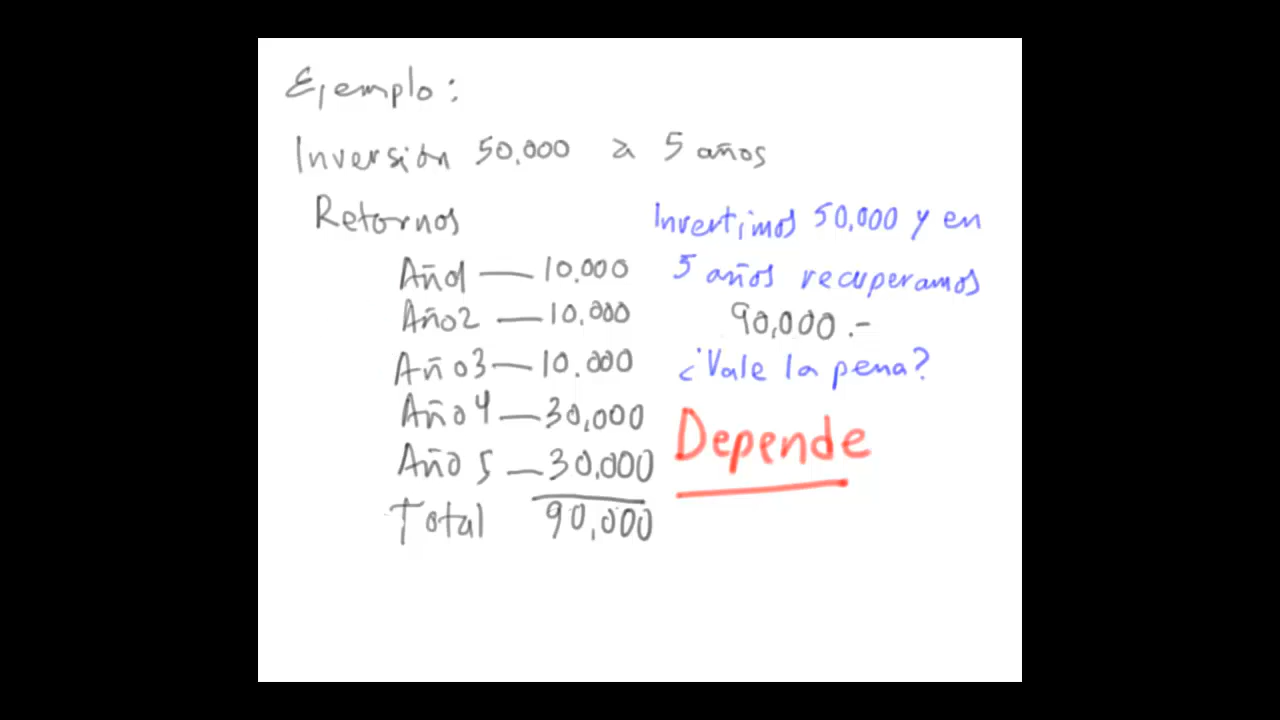 Ejemplo:
Inversión 50,000 a 5 años
Retornos
Año1 — 10.000
Año2 — 10,000
Año3 — 10.000
Año4 — 30,000
Año5 — 30,000
Total 90,000
Invertimos 50,000 y en
5 años recuperamos
90,000.-
¿Vale la pena?
Depende